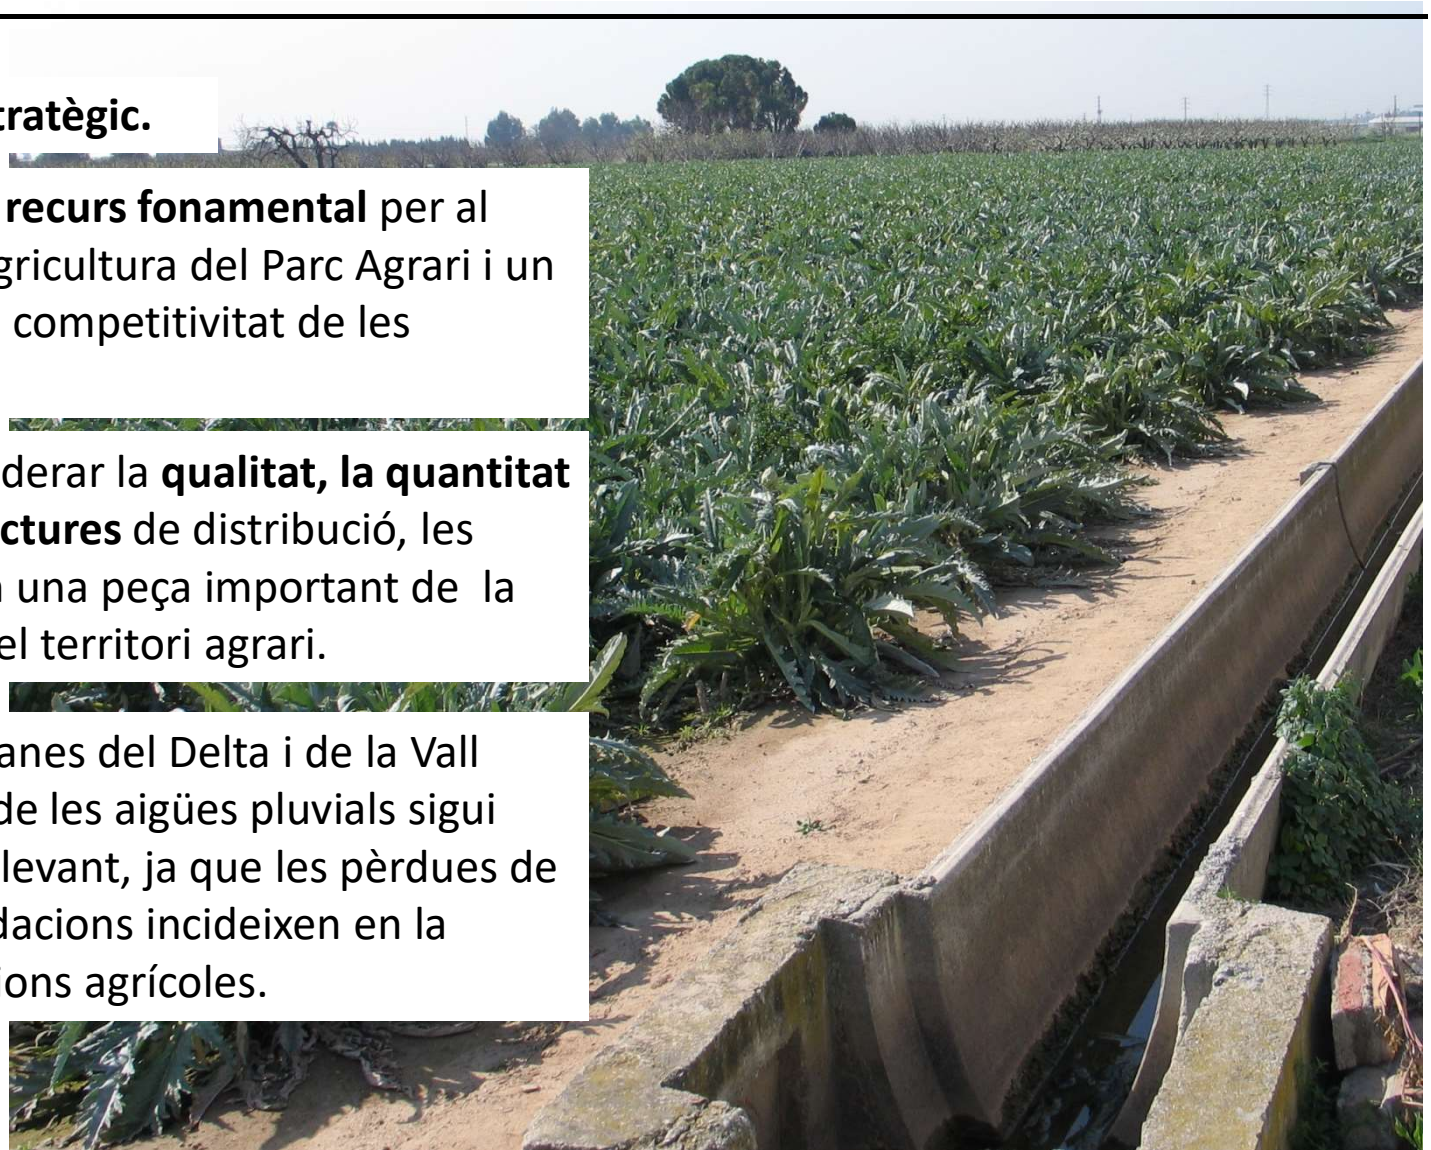 tratègic.
recurs fonamental per al
gricultura del Parc Agrari i un
competitivitat de les
derar la qualitat, la quantitat
ctures de distribució, les
una peça important de la
el territori agrari.
anes del Delta i de la Vall
de les aigües pluvials sigui
llevant, ja que les pèrdues de
dacions incideixen en la
ions agrícoles.